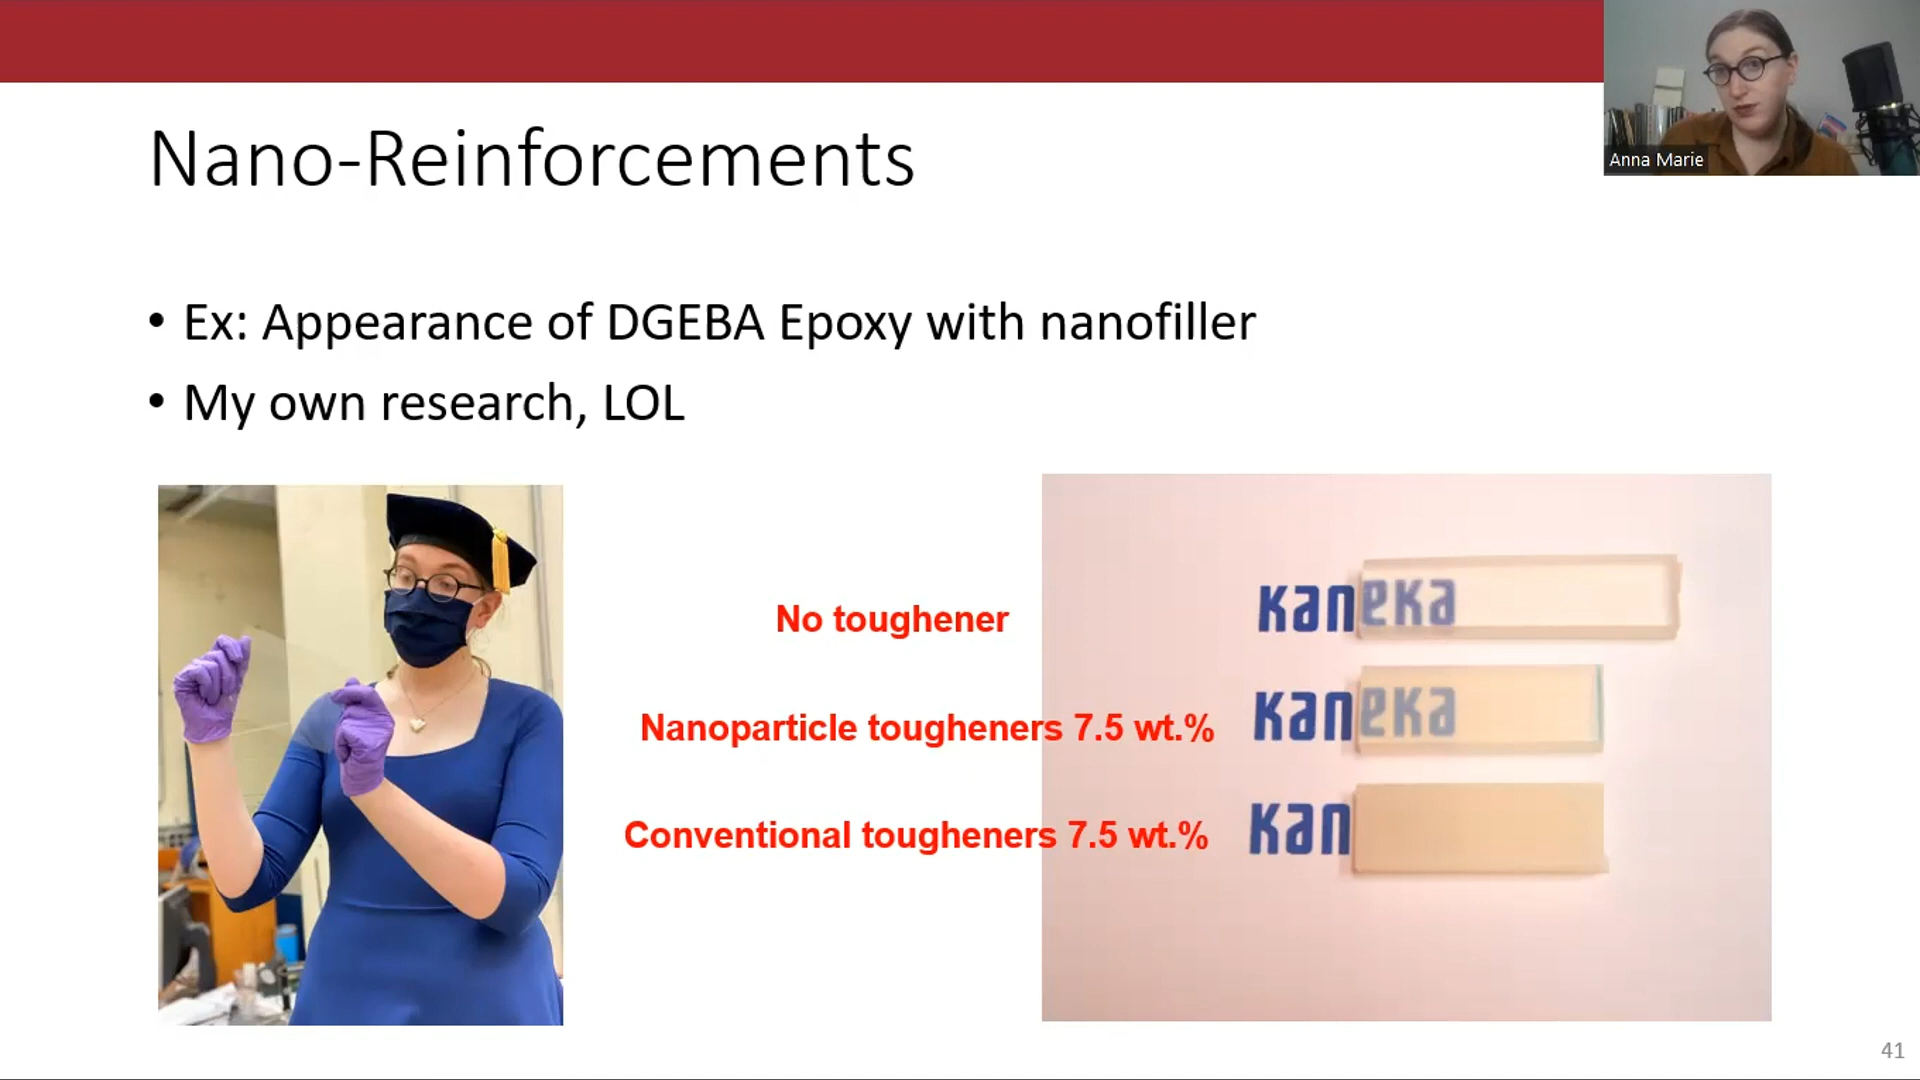 Anna Marie
Nano-Reinforcements
• Ex: Appearance of DGEBA Epoxy with nanofiller
• My own research, LOL
No toughener
kaneka
Nanoparticle tougheners 7.5 wt.%
kaneka
Conventional tougheners 7.5 wt.%
kan
41